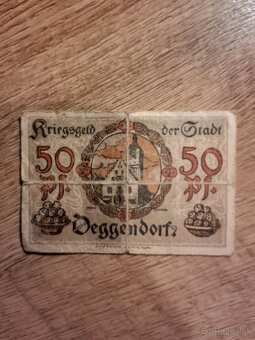 Kriegsgeld der Stadt
50 50
Pf. Pf.
Deggendorf